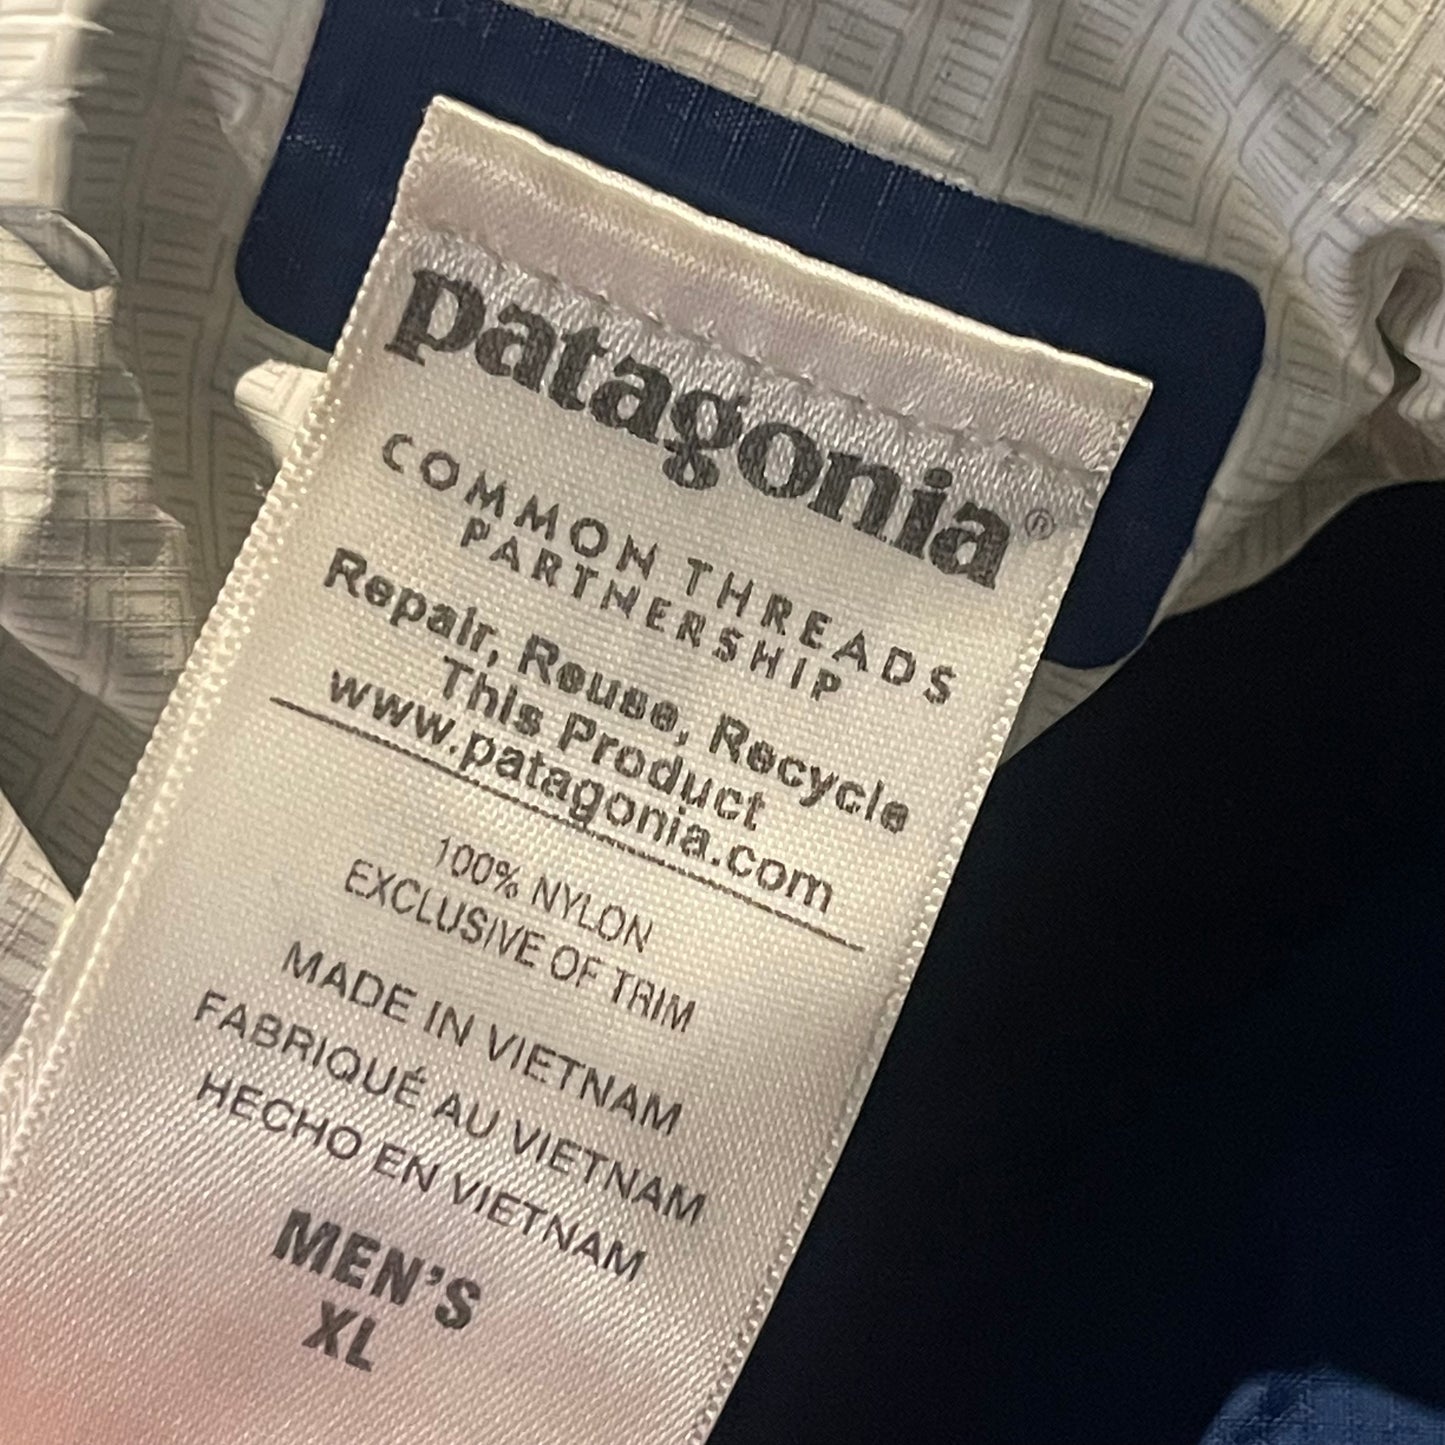 patagonia®
COMMON THREADS
PARTNERSHIP
Repair, Reuse, Recycle
This Product
www.patagonia.com
100% NYLON
EXCLUSIVE OF TRIM
MADE IN VIETNAM
FABRIQUÉ AU VIETNAM
HECHO EN VIETNAM
MEN'S
XL